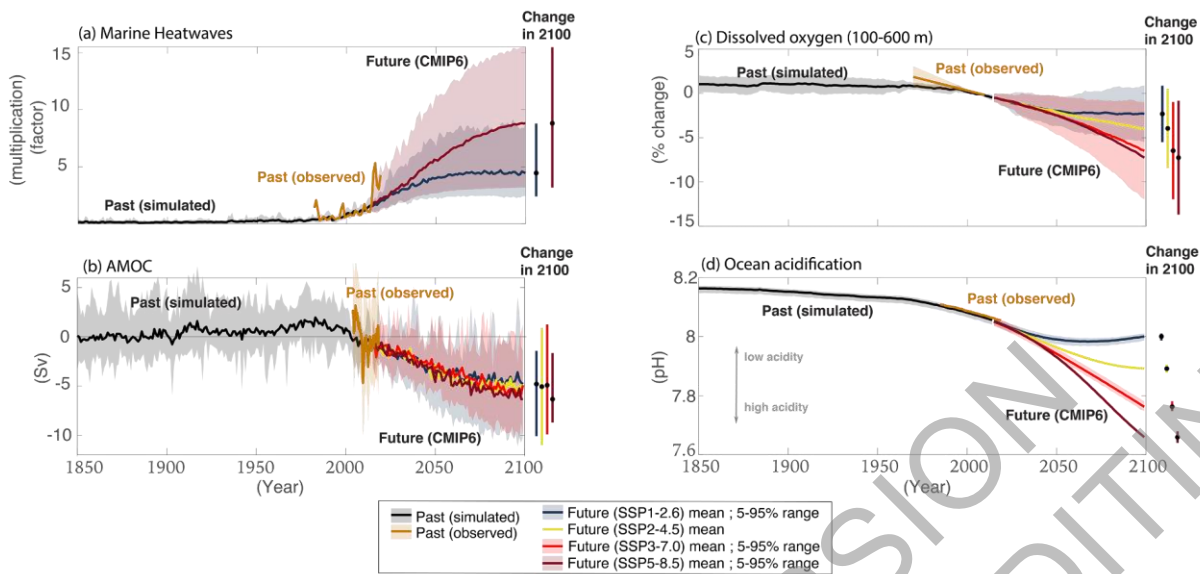 (a) Marine Heatwaves
Change
in 2100
15
10
5
(multiplication
(factor)
Future (CMIP6)
Past (observed)
Past (simulated)
1850
1900
1950
2000
2050
2100
(b) AMOC
Change
in 2100
5
0
-5
-10
(Sv)
Past (simulated)
Past (observed)
Future (CMIP6)
1850
1900
1950
2000
2050
2100
(Year)
(c) Dissolved oxygen (100-600 m)
Change
in 2100
5
0
-5
-10
-15
(% change)
Past (simulated)
Past (observed)
Future (CMIP6)
(d) Ocean acidification
Change
in 2100
8.2
8
7.8
7.6
(pH)
Past (simulated)
Past (observed)
low acidity
high acidity
Future (CMIP6)
1850
1900
1950
2000
2050
2100
(Year)
Past (simulated)
Past (observed)
Future (SSP1-2.6) mean ; 5-95% range
Future (SSP2-4.5) mean
Future (SSP3-7.0) mean ; 5-95% range
Future (SSP5-8.5) mean ; 5-95% range